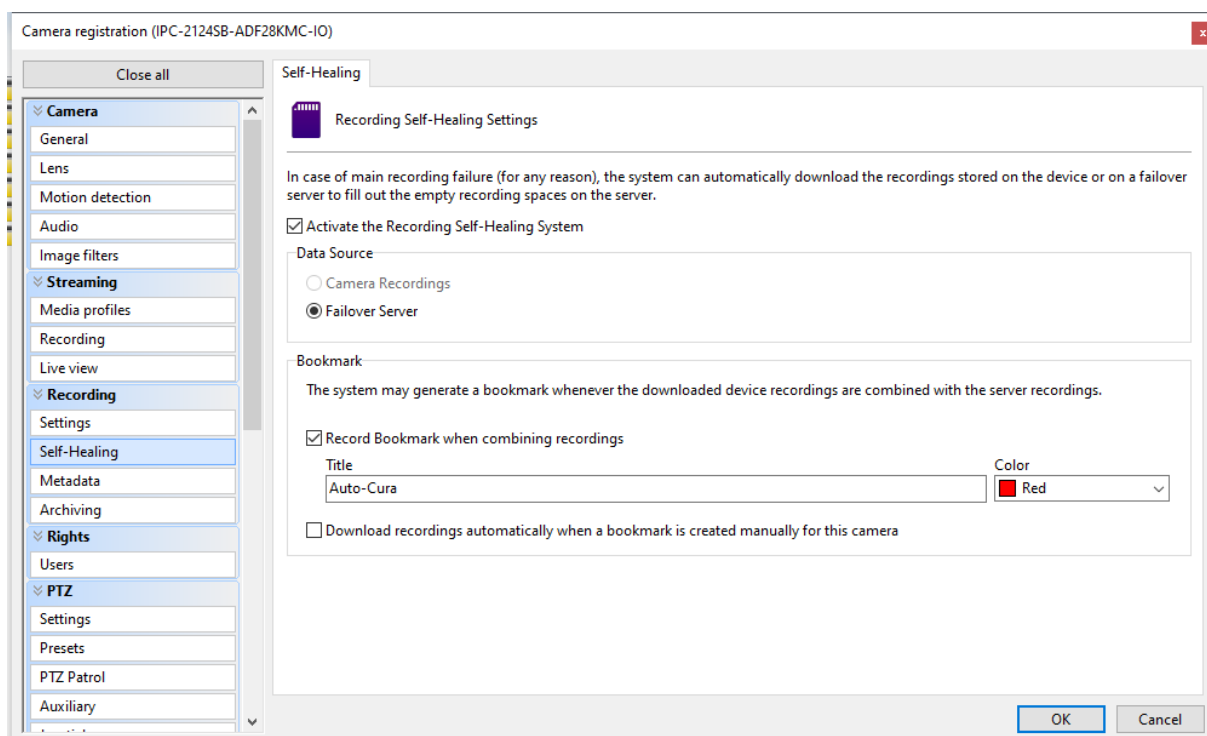 Camera registration (IPC-2124SB-ADF28KMC-IO)
x
Close all
Camera
General
Lens
Motion detection
Audio
Image filters
Streaming
Media profiles
Recording
Live view
Recording
Settings
Self-Healing
Metadata
Archiving
Rights
Users
PTZ
Settings
Presets
PTZ Patrol
Auxiliary
Self-Healing
Recording Self-Healing Settings
In case of main recording failure (for any reason), the system can automatically download the recordings stored on the device or on a failover
server to fill out the empty recording spaces on the server.
Activate the Recording Self-Healing System
Data Source
Camera Recordings
Failover Server
Bookmark
The system may generate a bookmark whenever the downloaded device recordings are combined with the server recordings.
Record Bookmark when combining recordings
Title Color
Auto-Cura Red
Download recordings automatically when a bookmark is created manually for this camera
OK Cancel